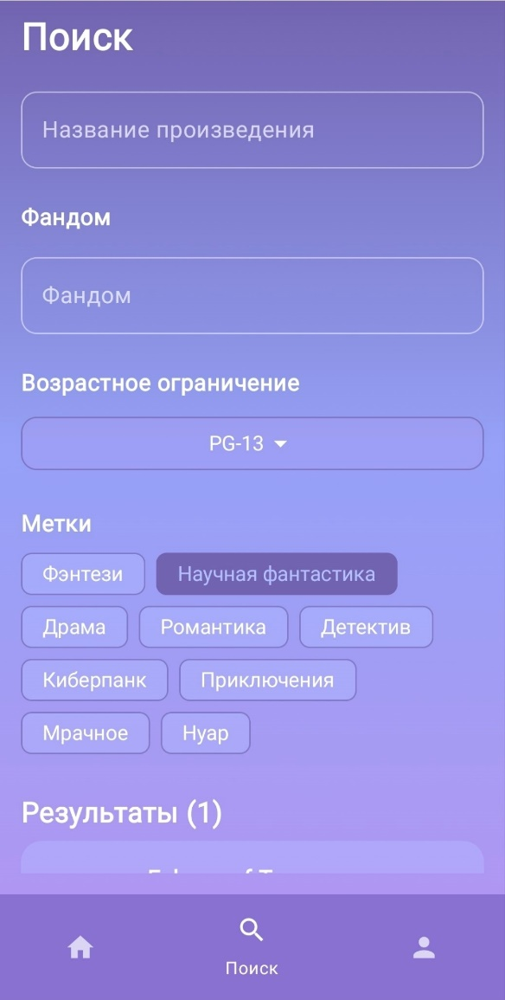 Поиск
Название произведения
Фандом
Фандом
Возрастное ограничение
PG-13
Метки
Фэнтези Научная фантастика
Драма Романтика Детектив
Киберпанк Приключения
Мрачное Нуар
Результаты (1)
Поиск